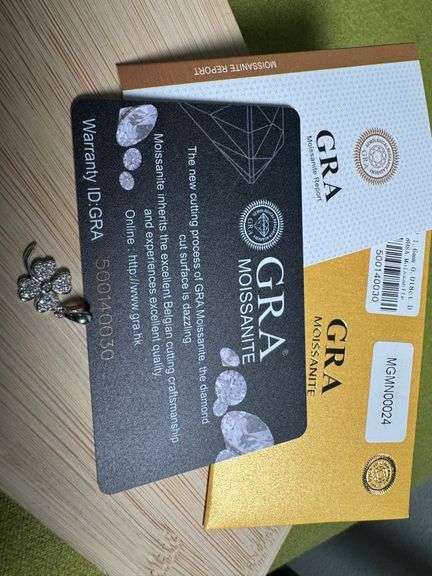 MOISSANITE REPORT
GRA
Moissanite Report
GRA
MOISSANITE
500140030
MGMN00024
GRA®
MOISSANITE
The new cutting process of GRA Moissanite, the diamond
cut surface is dazzling.
Moissanite inherits the excellent Belgian cutting craftsmanship
and experiences excellent quality.
Online : http://www.gra.hk
Warranty ID:GRA 500140030